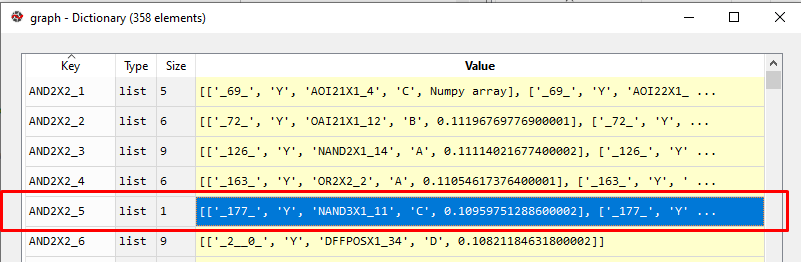 graph - Dictionary (358 elements)
Key Type Size Value
AND2X2_1 list 5 [['_69_', 'Y', 'AOI21X1_4', 'C', Numpy array], ['_69_', 'Y', 'AOI22X1_ ...
AND2X2_2 list 6 [['_72_', 'Y', 'OAI21X1_12', 'B', 0.11196769776900001], ['_72_', 'Y', ...
AND2X2_3 list 9 [['_126_', 'Y', 'NAND2X1_14', 'A', 0.11114021677400002], ['_126_', 'Y' ...
AND2X2_4 list 6 [['_163_', 'Y', 'OR2X2_2', 'A', 0.11054617376400001], ['_163_', 'Y', ' ...
AND2X2_5 list 1 [['_177_', 'Y', 'NAND3X1_11', 'C', 0.10959751288600002], ['_177_', 'Y' ...
AND2X2_6 list 9 [['_2__0_', 'Y', 'DFFPOSX1_34', 'D', 0.10821184631800002]]